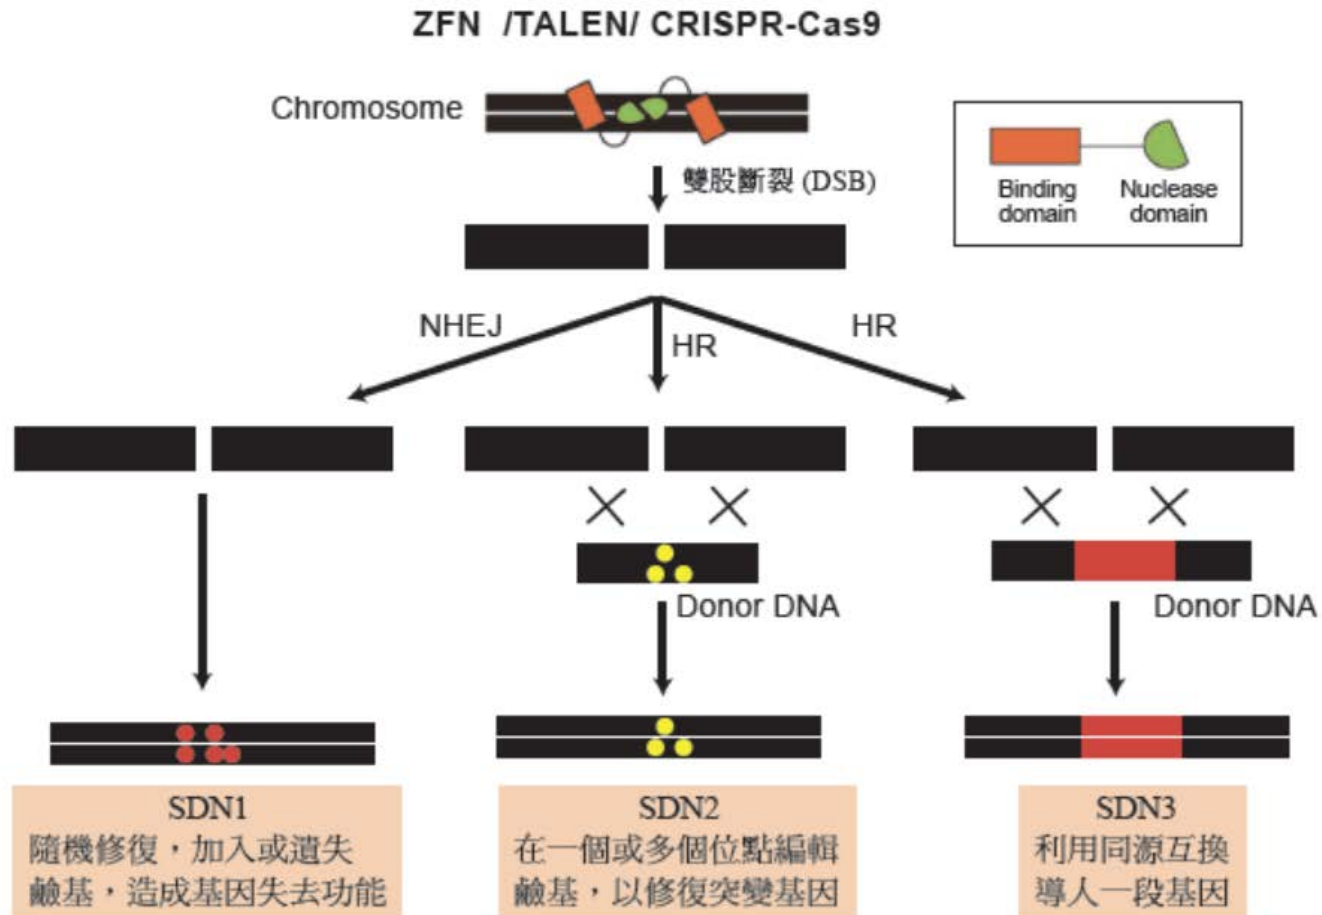 ZFN /TALEN/ CRISPR-Cas9
Chromosome
Binding domain
Nuclease domain
雙股斷裂 (DSB)
NHEJ
HR
HR
Donor DNA
Donor DNA
SDN1
隨機修復，加入或遺失
鹼基，造成基因失去功能
SDN2
在一個或多個位點編輯
鹼基，以修復突變基因
SDN3
利用同源互換
導人一段基因